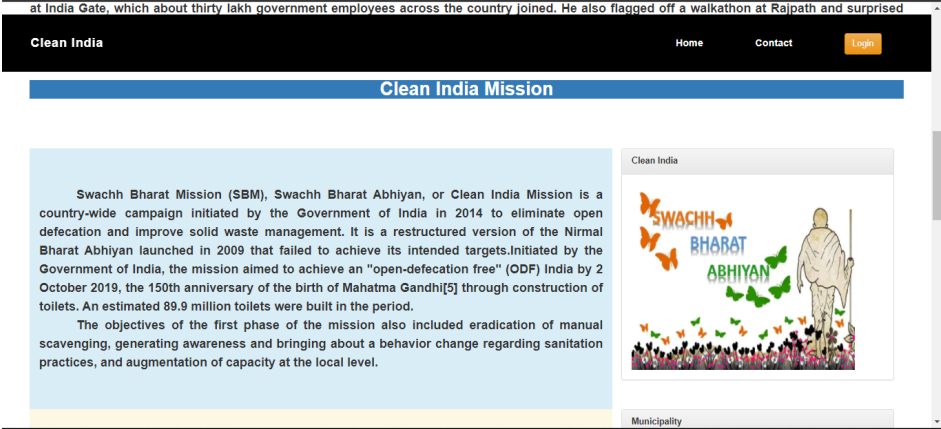 at India Gate, which about thirty lakh government employees across the country joined. He also flagged off a walkathon at Rajpath and surprised
Clean India
Home
Contact
Login
Clean India Mission
Swachh Bharat Mission (SBM), Swachh Bharat Abhiyan, or Clean India Mission is a
country-wide campaign initiated by the Government of India in 2014 to eliminate open
defecation and improve solid waste management. It is a restructured version of the Nirmal
Bharat Abhiyan launched in 2009 that failed to achieve its intended targets.Initiated by the
Government of India, the mission aimed to achieve an "open-defecation free" (ODF) India by 2
October 2019, the 150th anniversary of the birth of Mahatma Gandhi[5] through construction of
toilets. An estimated 89.9 million toilets were built in the period.
The objectives of the first phase of the mission also included eradication of manual
scavenging, generating awareness and bringing about a behavior change regarding sanitation
practices, and augmentation of capacity at the local level.
Clean India
SWACHH
BHARAT
ABHIYAN
Municipality